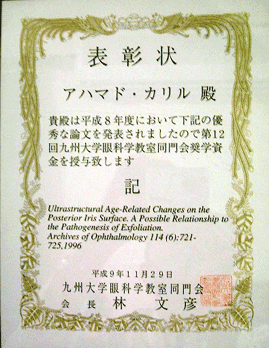 表彰状
アハマド・カリル 殿
貴殿は平成8年度において下記の優
秀な論文を発表されましたので第12
回九州大学眼科学教室同門会奨学資
金を授与致します
記
Ultrastructural Age-Related Changes on the
Posterior Iris Surface. A Possible Relationship to
the Pathogenesis of Exfoliation.
Archives of Ophthalmology 114 (6):721-
725,1996
平成9年11月29日
九州大学眼科学教室同門会
会長 林 文彦